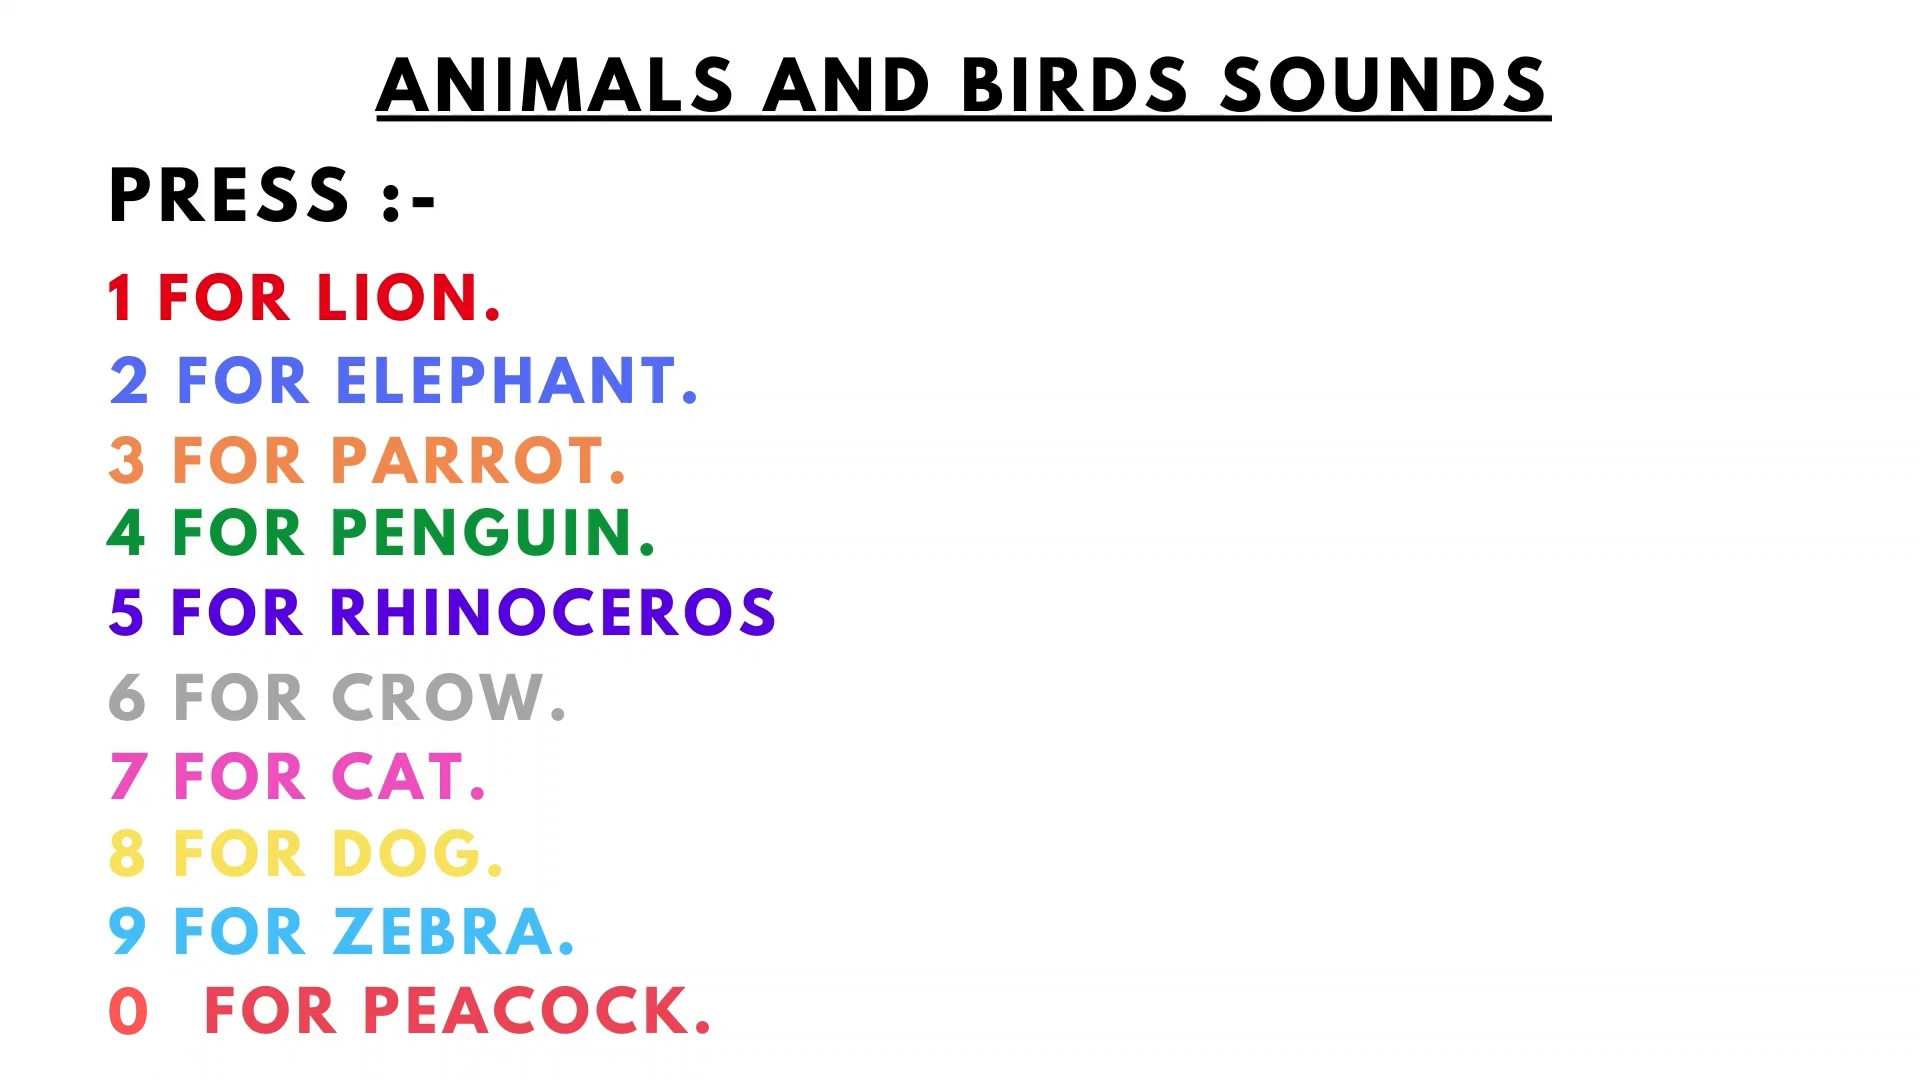 ANIMALS AND BIRDS SOUNDS
PRESS :-
1 FOR LION.
2 FOR ELEPHANT.
3 FOR PARROT.
4 FOR PENGUIN.
5 FOR RHINOCEROS
6 FOR CROW.
7 FOR CAT.
8 FOR DOG.
9 FOR ZEBRA.
0 FOR PEACOCK.